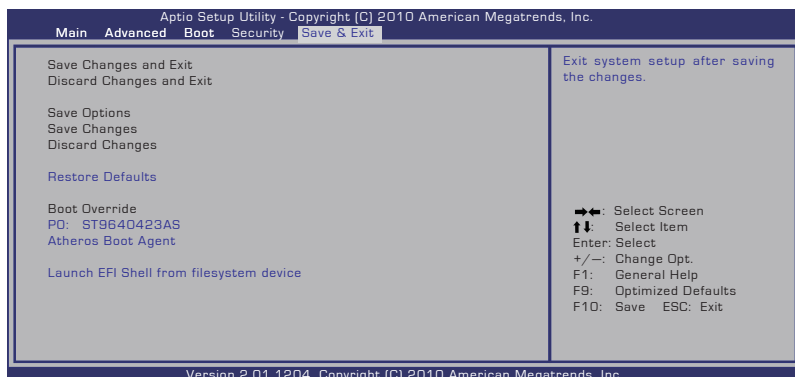 Aptio Setup Utility - Copyright (C) 2010 American Megatrends, Inc.
Main Advanced Boot Security Save & Exit
Save Changes and Exit
Discard Changes and Exit
Save Options
Save Changes
Discard Changes
Restore Defaults
Boot Override
P0: ST9640423AS
Atheros Boot Agent
Launch EFI Shell from filesystem device
Exit system setup after saving
the changes.
→←: Select Screen
↑↓: Select Item
Enter: Select
+/—: Change Opt.
F1: General Help
F9: Optimized Defaults
F10: Save ESC: Exit
Version 2.01.1204. Copyright (C) 2010 American Megatrends, Inc.